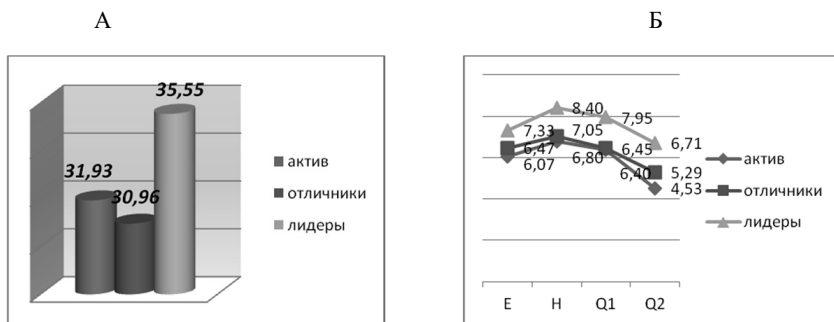 А
Б
35,55
31,93
30,96
актив
отличники
лидеры
8,40
7,95
7,33
7,05
6,71
6,47
6,45
6,07
6,80
6,40
5,29
4,53
актив
отличники
лидеры
E H Q1 Q2